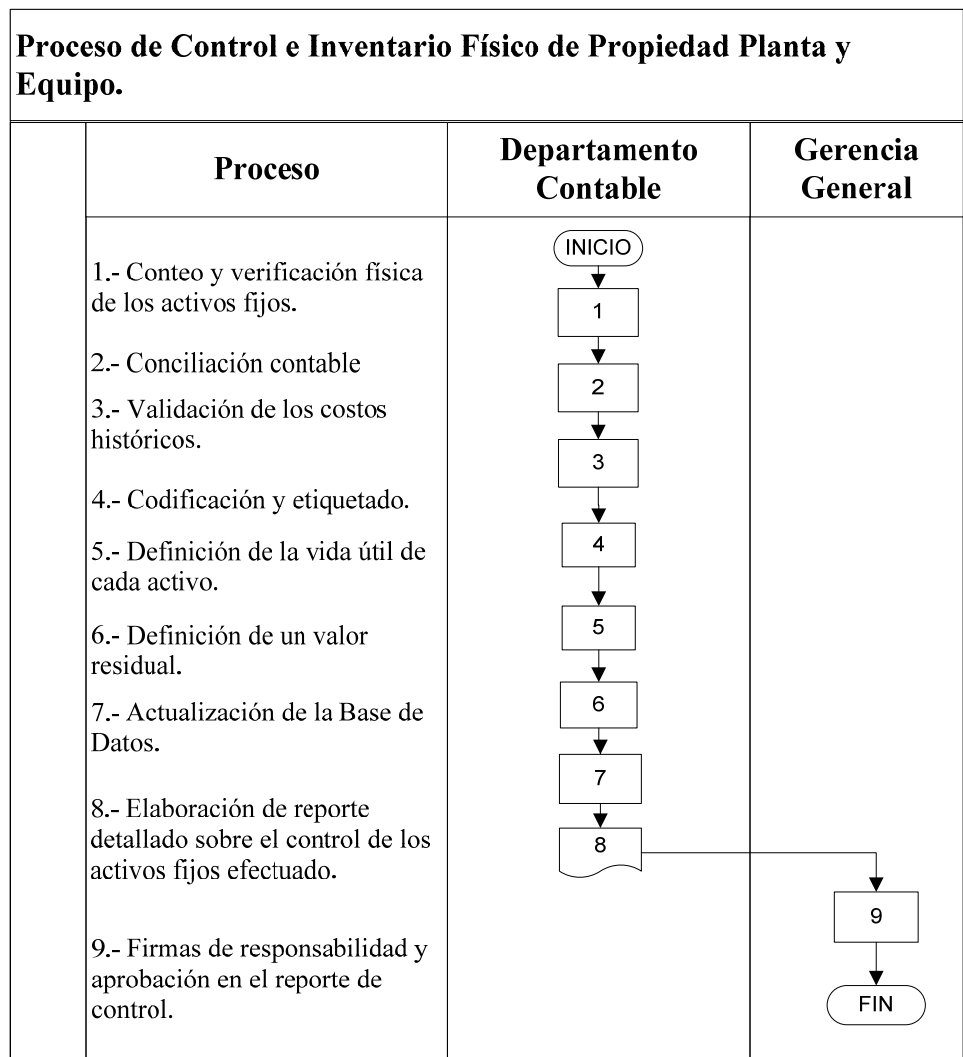 Proceso de Control e Inventario Físico de Propiedad Planta y
Equipo.
Proceso
Departamento
Contable
Gerencia
General
1.- Conteo y verificación física
de los activos fijos.
2.- Conciliación contable
3.- Validación de los costos
históricos.
4.- Codificación y etiquetado.
5.- Definición de la vida útil de
cada activo.
6.- Definición de un valor
residual.
7.- Actualización de la Base de
Datos.
8.- Elaboración de reporte
detallado sobre el control de los
activos fijos efectuado.
9.- Firmas de responsabilidad y
aprobación en el reporte de
control.
INICIO
1
2
3
4
5
6
7
8
9
FIN